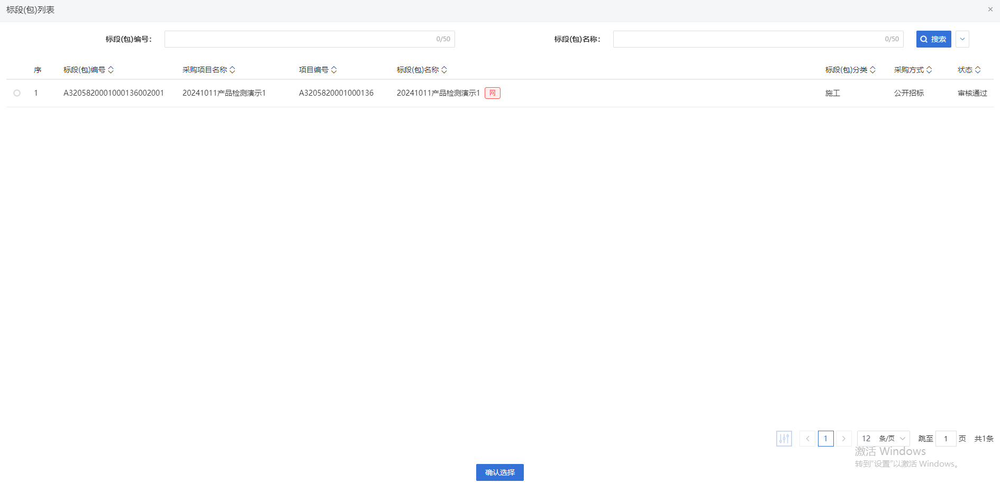 标段(包)列表
标段(包)编号： 0/50 标段(包)名称： 0/50 搜索
序 标段(包)编号 采购项目名称 项目编号 标段(包)名称 标段(包)分类 采购方式 状态
1 A3205820001000136002001 20241011产品检测演示1 A3205820001000136 20241011产品检测演示1 网 施工 公开招标 审核通过
1 12 条/页 跳至 1 页 共1条
激活 Windows
转到“设置”以激活 Windows。
确认选择